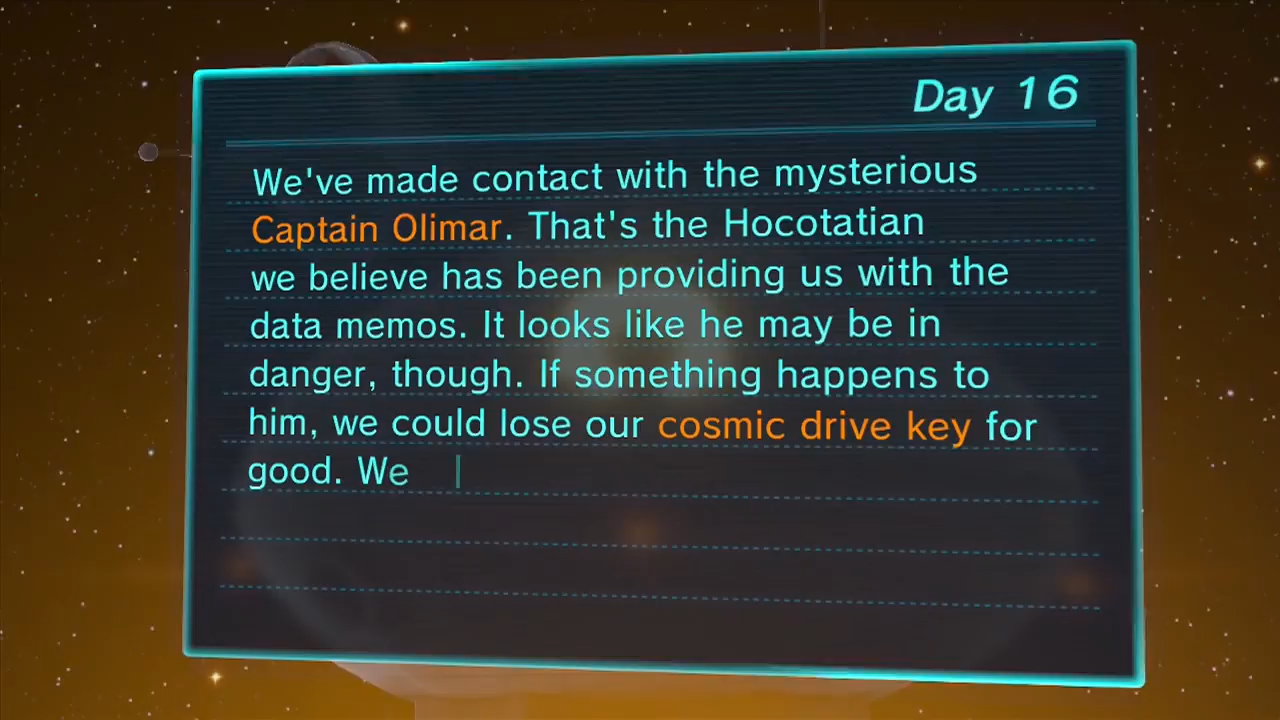 Day 16
We've made contact with the mysterious
Captain Olimar. That's the Hocotatian
we believe has been providing us with the
data memos. It looks like he may be in
danger, though. If something happens to
him, we could lose our cosmic drive key for
good. We